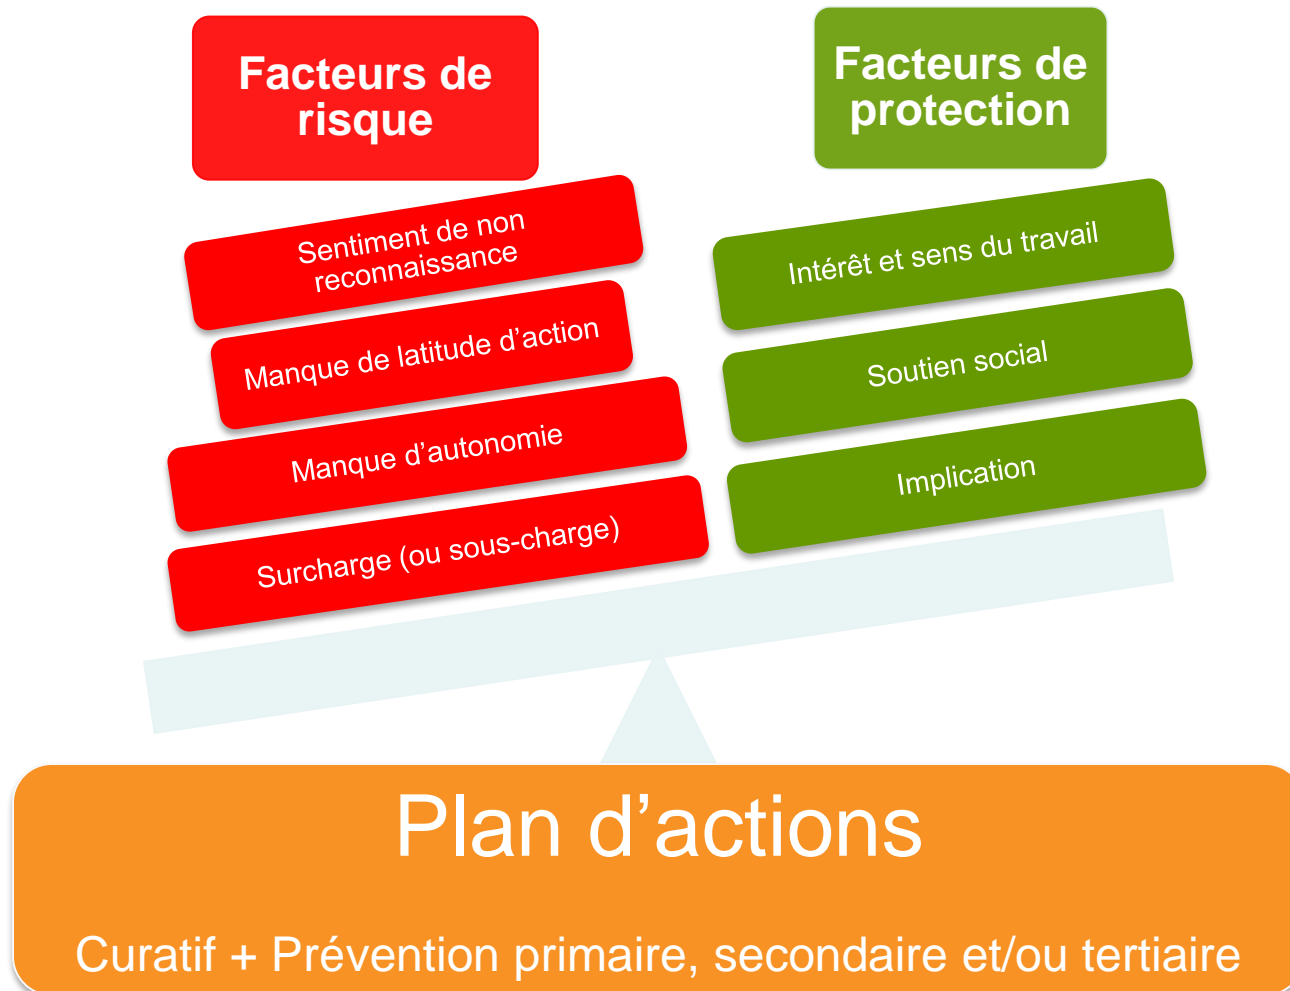 Facteurs de
risque
Facteurs de
protection
Sentiment de non
reconnaissance
Manque de latitude d’action
Manque d’autonomie
Surcharge (ou sous-charge)
Intérêt et sens du travail
Soutien social
Implication
Plan d’actions
Curatif + Prévention primaire, secondaire et/ou tertiaire